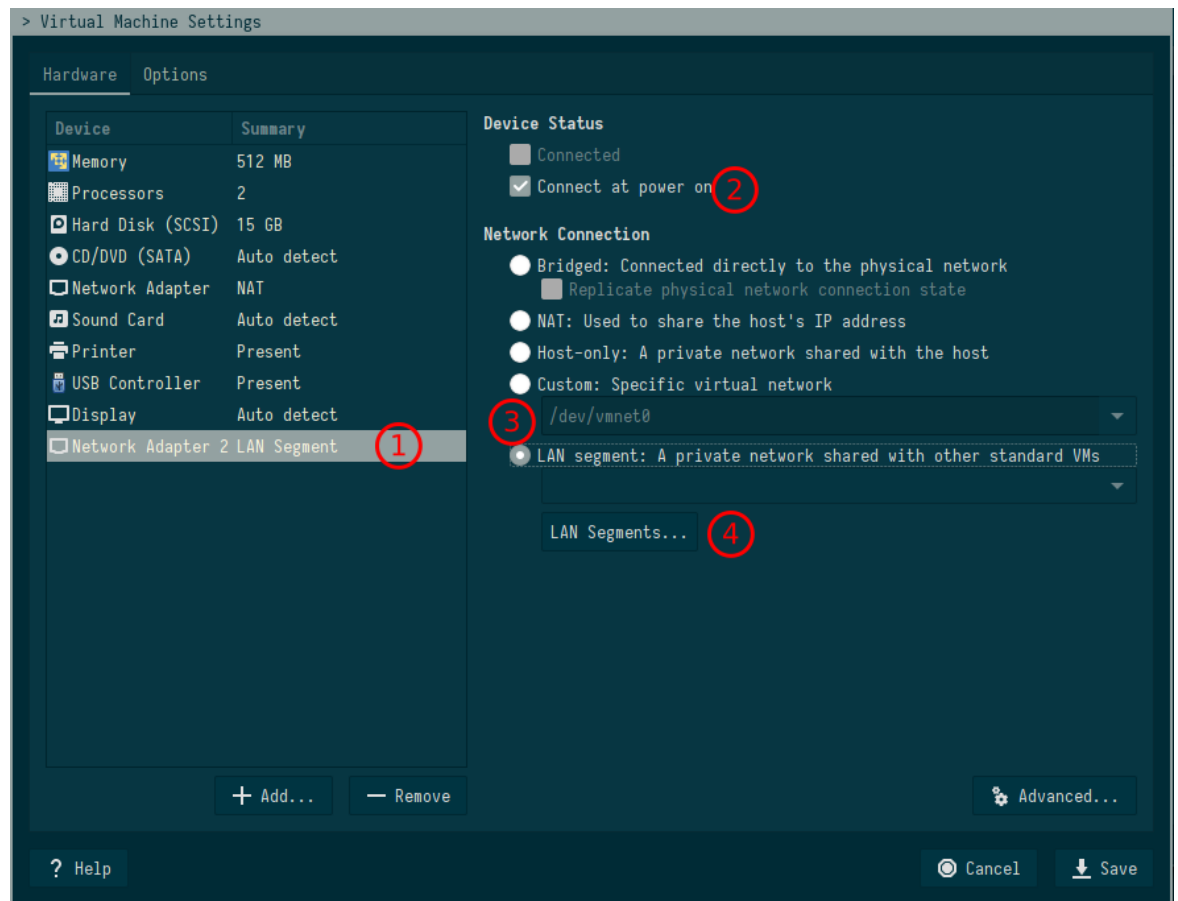 > Virtual Machine Settings
Hardware Options
Device Summary
Memory 512 MB
Processors 2
Hard Disk (SCSI) 15 GB
CD/DVD (SATA) Auto detect
Network Adapter NAT
Sound Card Auto detect
Printer Present
USB Controller Present
Display Auto detect
Network Adapter 2 LAN Segment 1
+ Add... — Remove
Device Status
Connected
Connect at power on 2
Network Connection
Bridged: Connected directly to the physical network
Replicate physical network connection state
NAT: Used to share the host's IP address
Host-only: A private network shared with the host
Custom: Specific virtual network
3 /dev/vmnet0
LAN segment: A private network shared with other standard VMs
LAN Segments... 4
Advanced...
? Help
Cancel Save